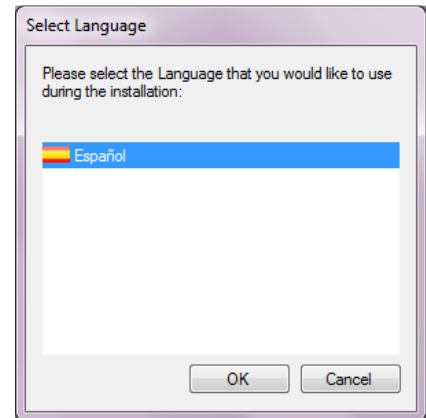 Select Language
Please select the Language that you would like to use
during the installation:
Español
OK
Cancel